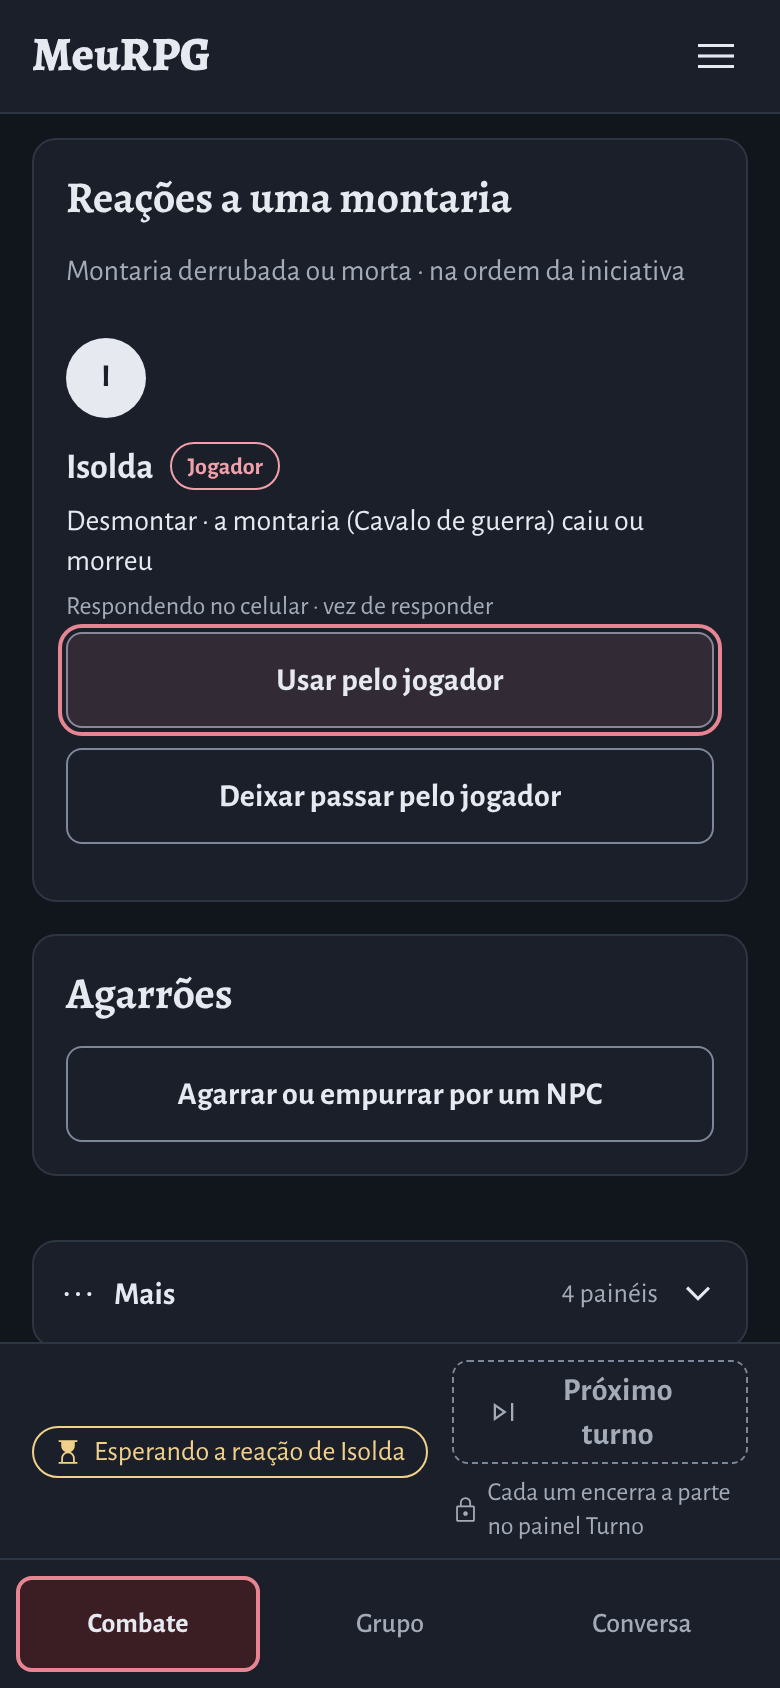 MeuRPG
Reações a uma montaria
Montaria derrubada ou morta · na ordem da iniciativa
I
Isolda
Jogador
Desmontar · a montaria (Cavalo de guerra) caiu ou
morreu
Respondendo no celular · vez de responder
Usar pelo jogador
Deixar passar pelo jogador
Agarrões
Agarrar ou empurrar por um NPC
··· Mais
4 painéis
Esperando a reação de Isolda
Próximo
turno
Cada um encerra a parte
no painel Turno
Combate
Grupo
Conversa